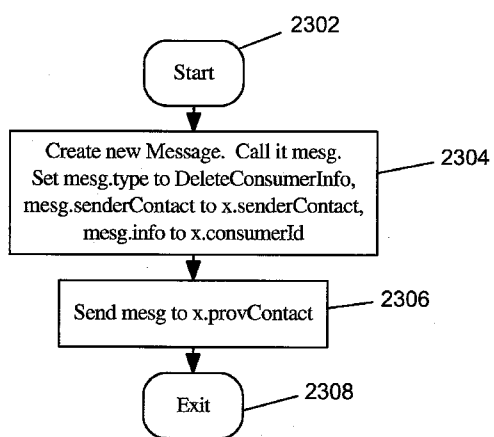 2302
Start
Create new Message. Call it mesg.
Set mesg.type to DeleteConsumerInfo,
mesg.senderContact to x.senderContact,
mesg.info to x.consumerId
2304
Send mesg to x.provContact
2306
Exit
2308